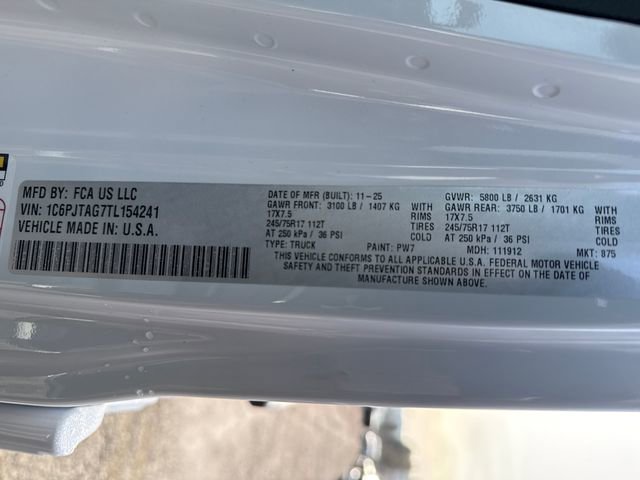 MFD BY: FCA US LLC
VIN: 1C6PJTAG7TL154241
VEHICLE MADE IN: U.S.A.
DATE OF MFR (BUILT): 11-25
GAWR FRONT: 3100 LB / 1407 KG WITH
17X7.5 RIMS
245/75R17 112T TIRES
AT 250 kPa / 36 PSI COLD
TYPE: TRUCK PAINT: PW7
GVWR: 5800 LB / 2631 KG
GAWR REAR: 3750 LB / 1701 KG WITH
17X7.5 RIMS
245/75R17 112T TIRES
AT 250 kPa / 36 PSI COLD
MDH: 111912 MKT: 875
THIS VEHICLE CONFORMS TO ALL APPLICABLE U.S.A. FEDERAL MOTOR VEHICLE
SAFETY AND THEFT PREVENTION STANDARDS IN EFFECT ON THE DATE OF
MANUFACTURE SHOWN ABOVE.